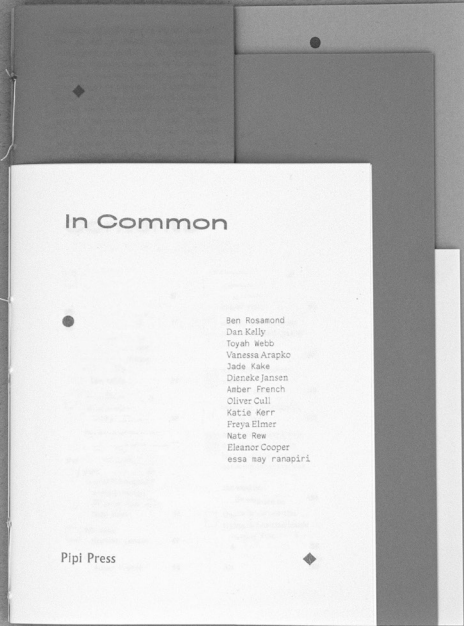 In Common
Ben Rosamond
Dan Kelly
Toyah Webb
Vanessa Arapko
Jade Kake
Dieneke Jansen
Amber French
Oliver Cull
Katie Kerr
Freya Elmer
Nate Rew
Eleanor Cooper
essa may ranapiri
Pipi Press